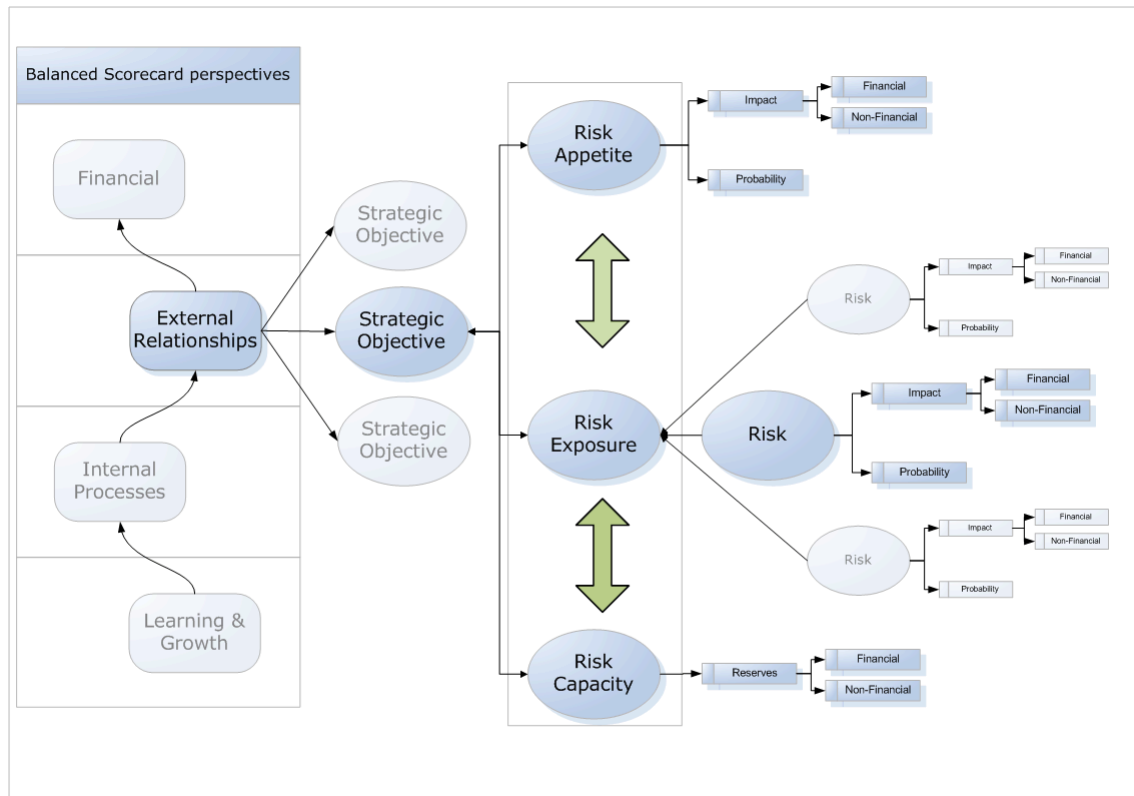 Balanced Scorecard perspectives
Financial
External
Relationships
Internal
Processes
Learning &
Growth
Strategic
Objective
Strategic
Objective
Strategic
Objective
Risk
Appetite
Impact
Financial
Non-Financial
Probability
Risk
Exposure
Risk
Impact
Financial
Non-Financial
Probability
Risk
Impact
Financial
Non-Financial
Probability
Risk
Impact
Financial
Non-Financial
Probability
Risk
Capacity
Reserves
Financial
Non-Financial